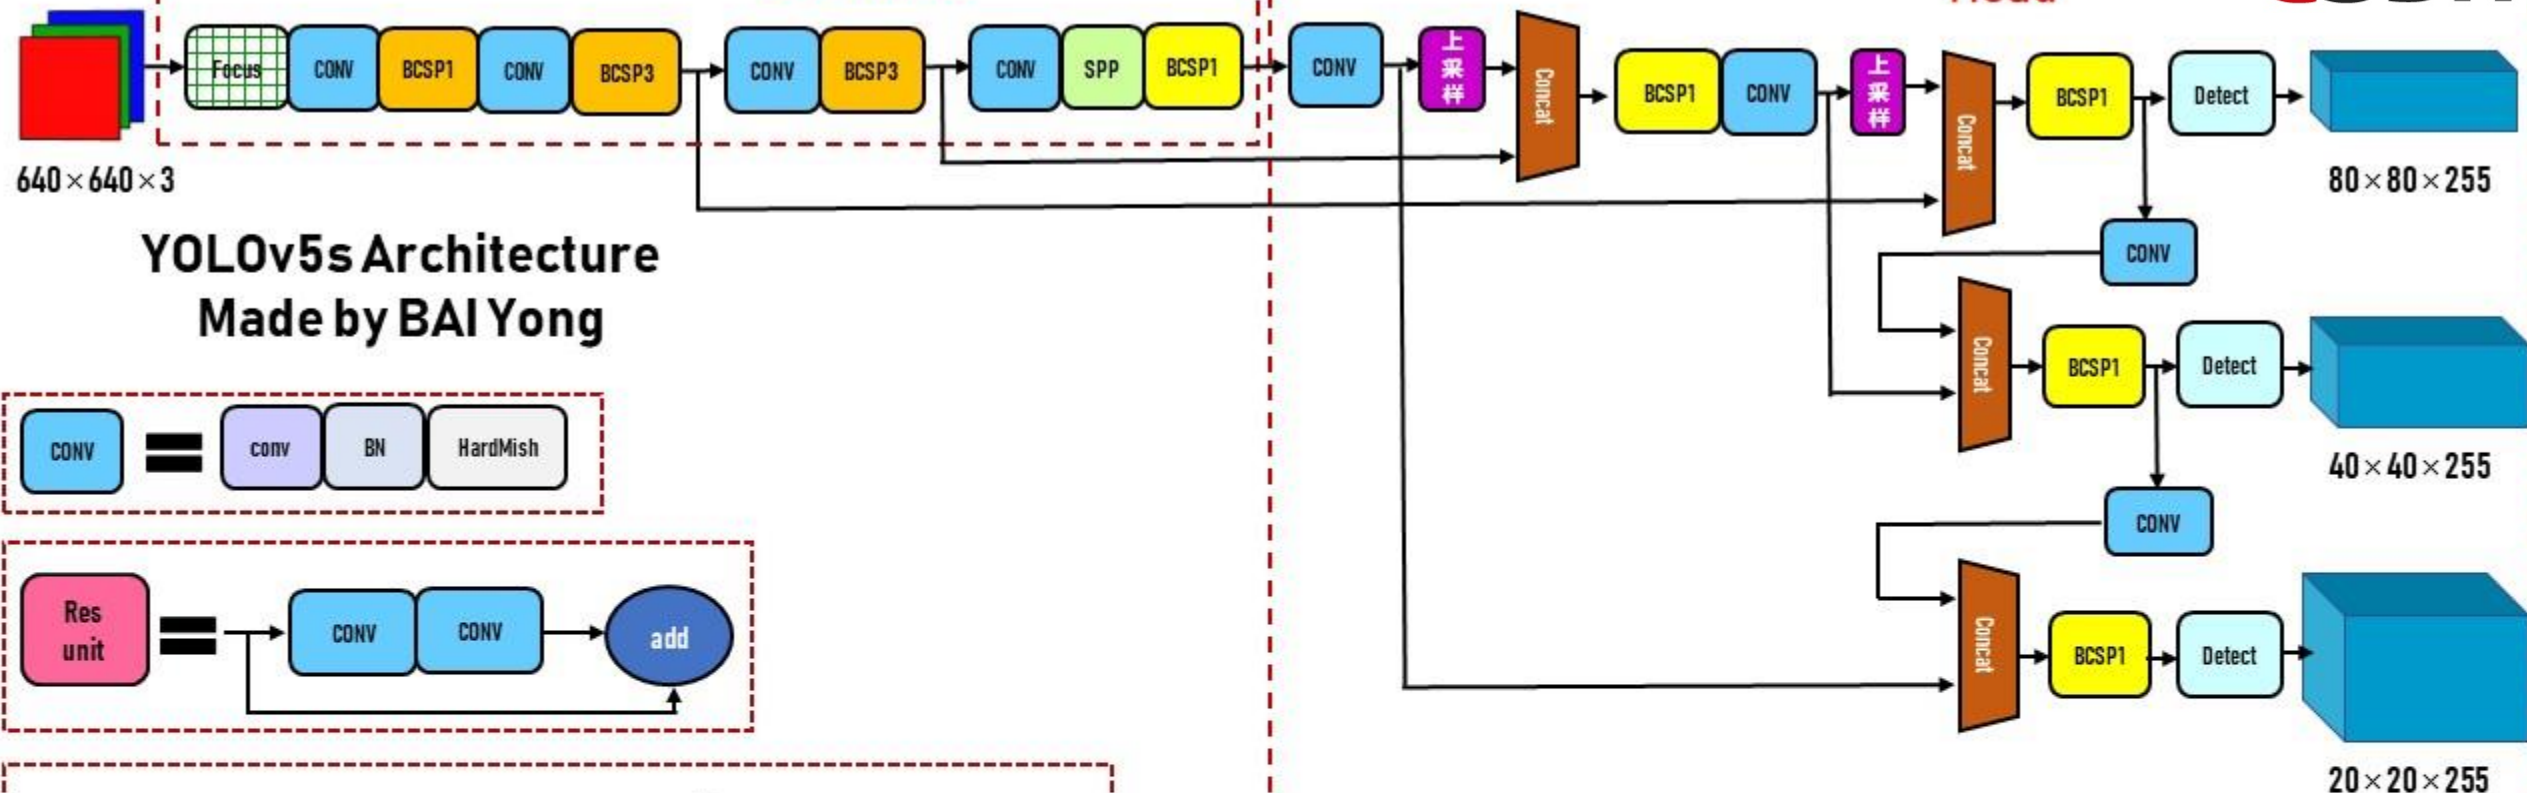 Focus
CONV
BCSP1
CONV
BCSP3
CONV
BCSP3
CONV
SPP
BCSP1
CONV
上采样
Concat
BCSP1
CONV
上采样
Concat
BCSP1
Detect
640×640×3
80×80×255
YOLOv5s Architecture
Made by BAI Yong
CONV
Concat
BCSP1
Detect
40×40×255
CONV
conv
BN
HardMish
CONV
Res
unit
CONV
CONV
add
Concat
BCSP1
Detect
20×20×255